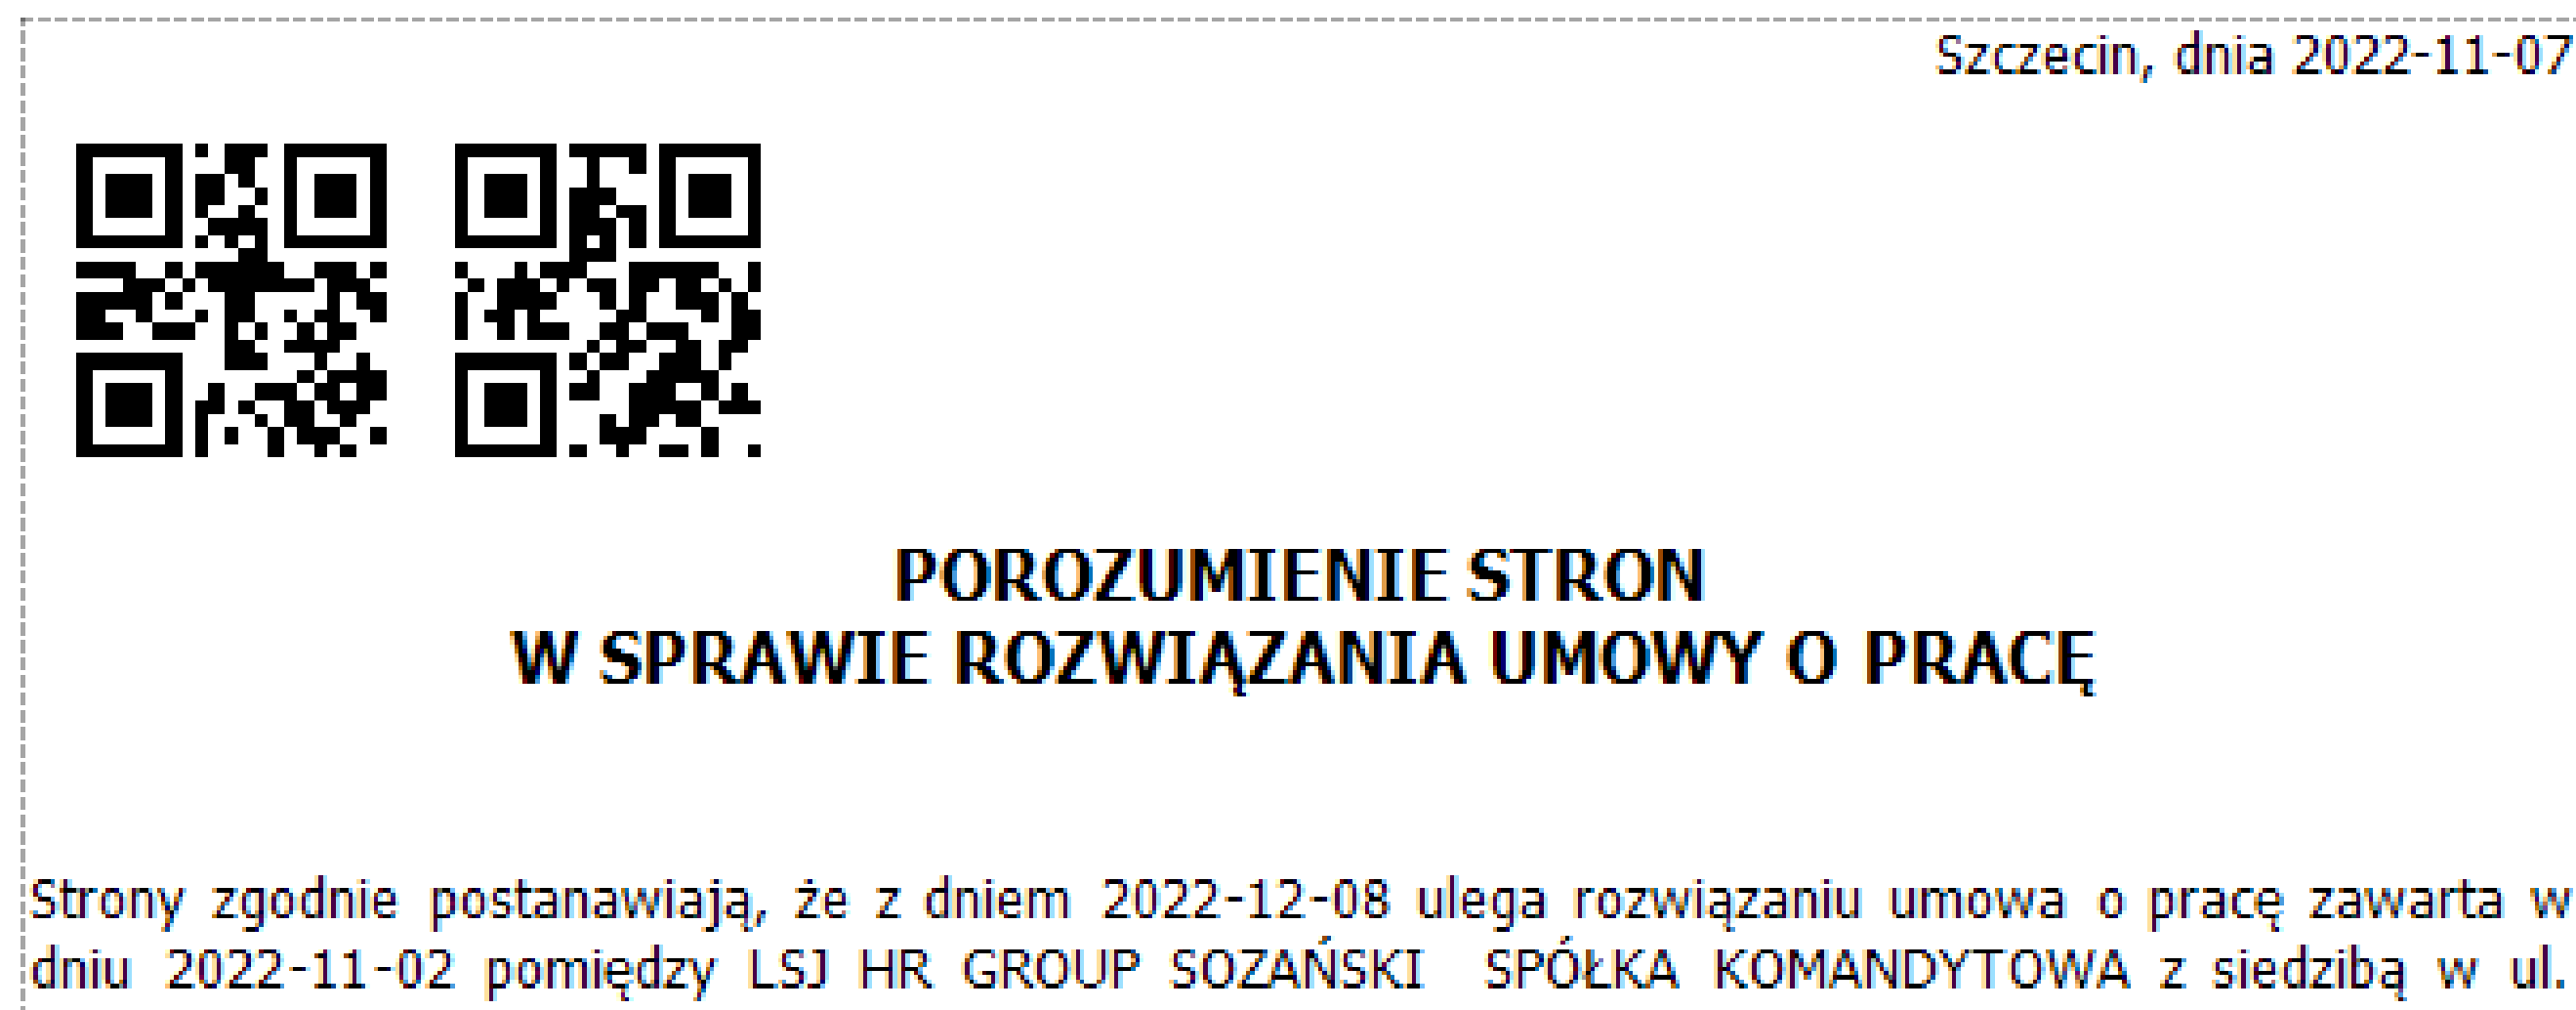 Szczecin, dnia 2022-11-07
POROZUMIENIE STRON
W SPRAWIE ROZWIĄZANIA UMOWY O PRACĘ
Strony zgodnie postanawiają, że z dniem 2022-12-08 ulega rozwiązaniu umowa o pracę zawarta w
dniu 2022-11-02 pomiędzy LSJ HR GROUP SOZAŃSKI SPÓŁKA KOMANDYTOWA z siedzibą w ul.